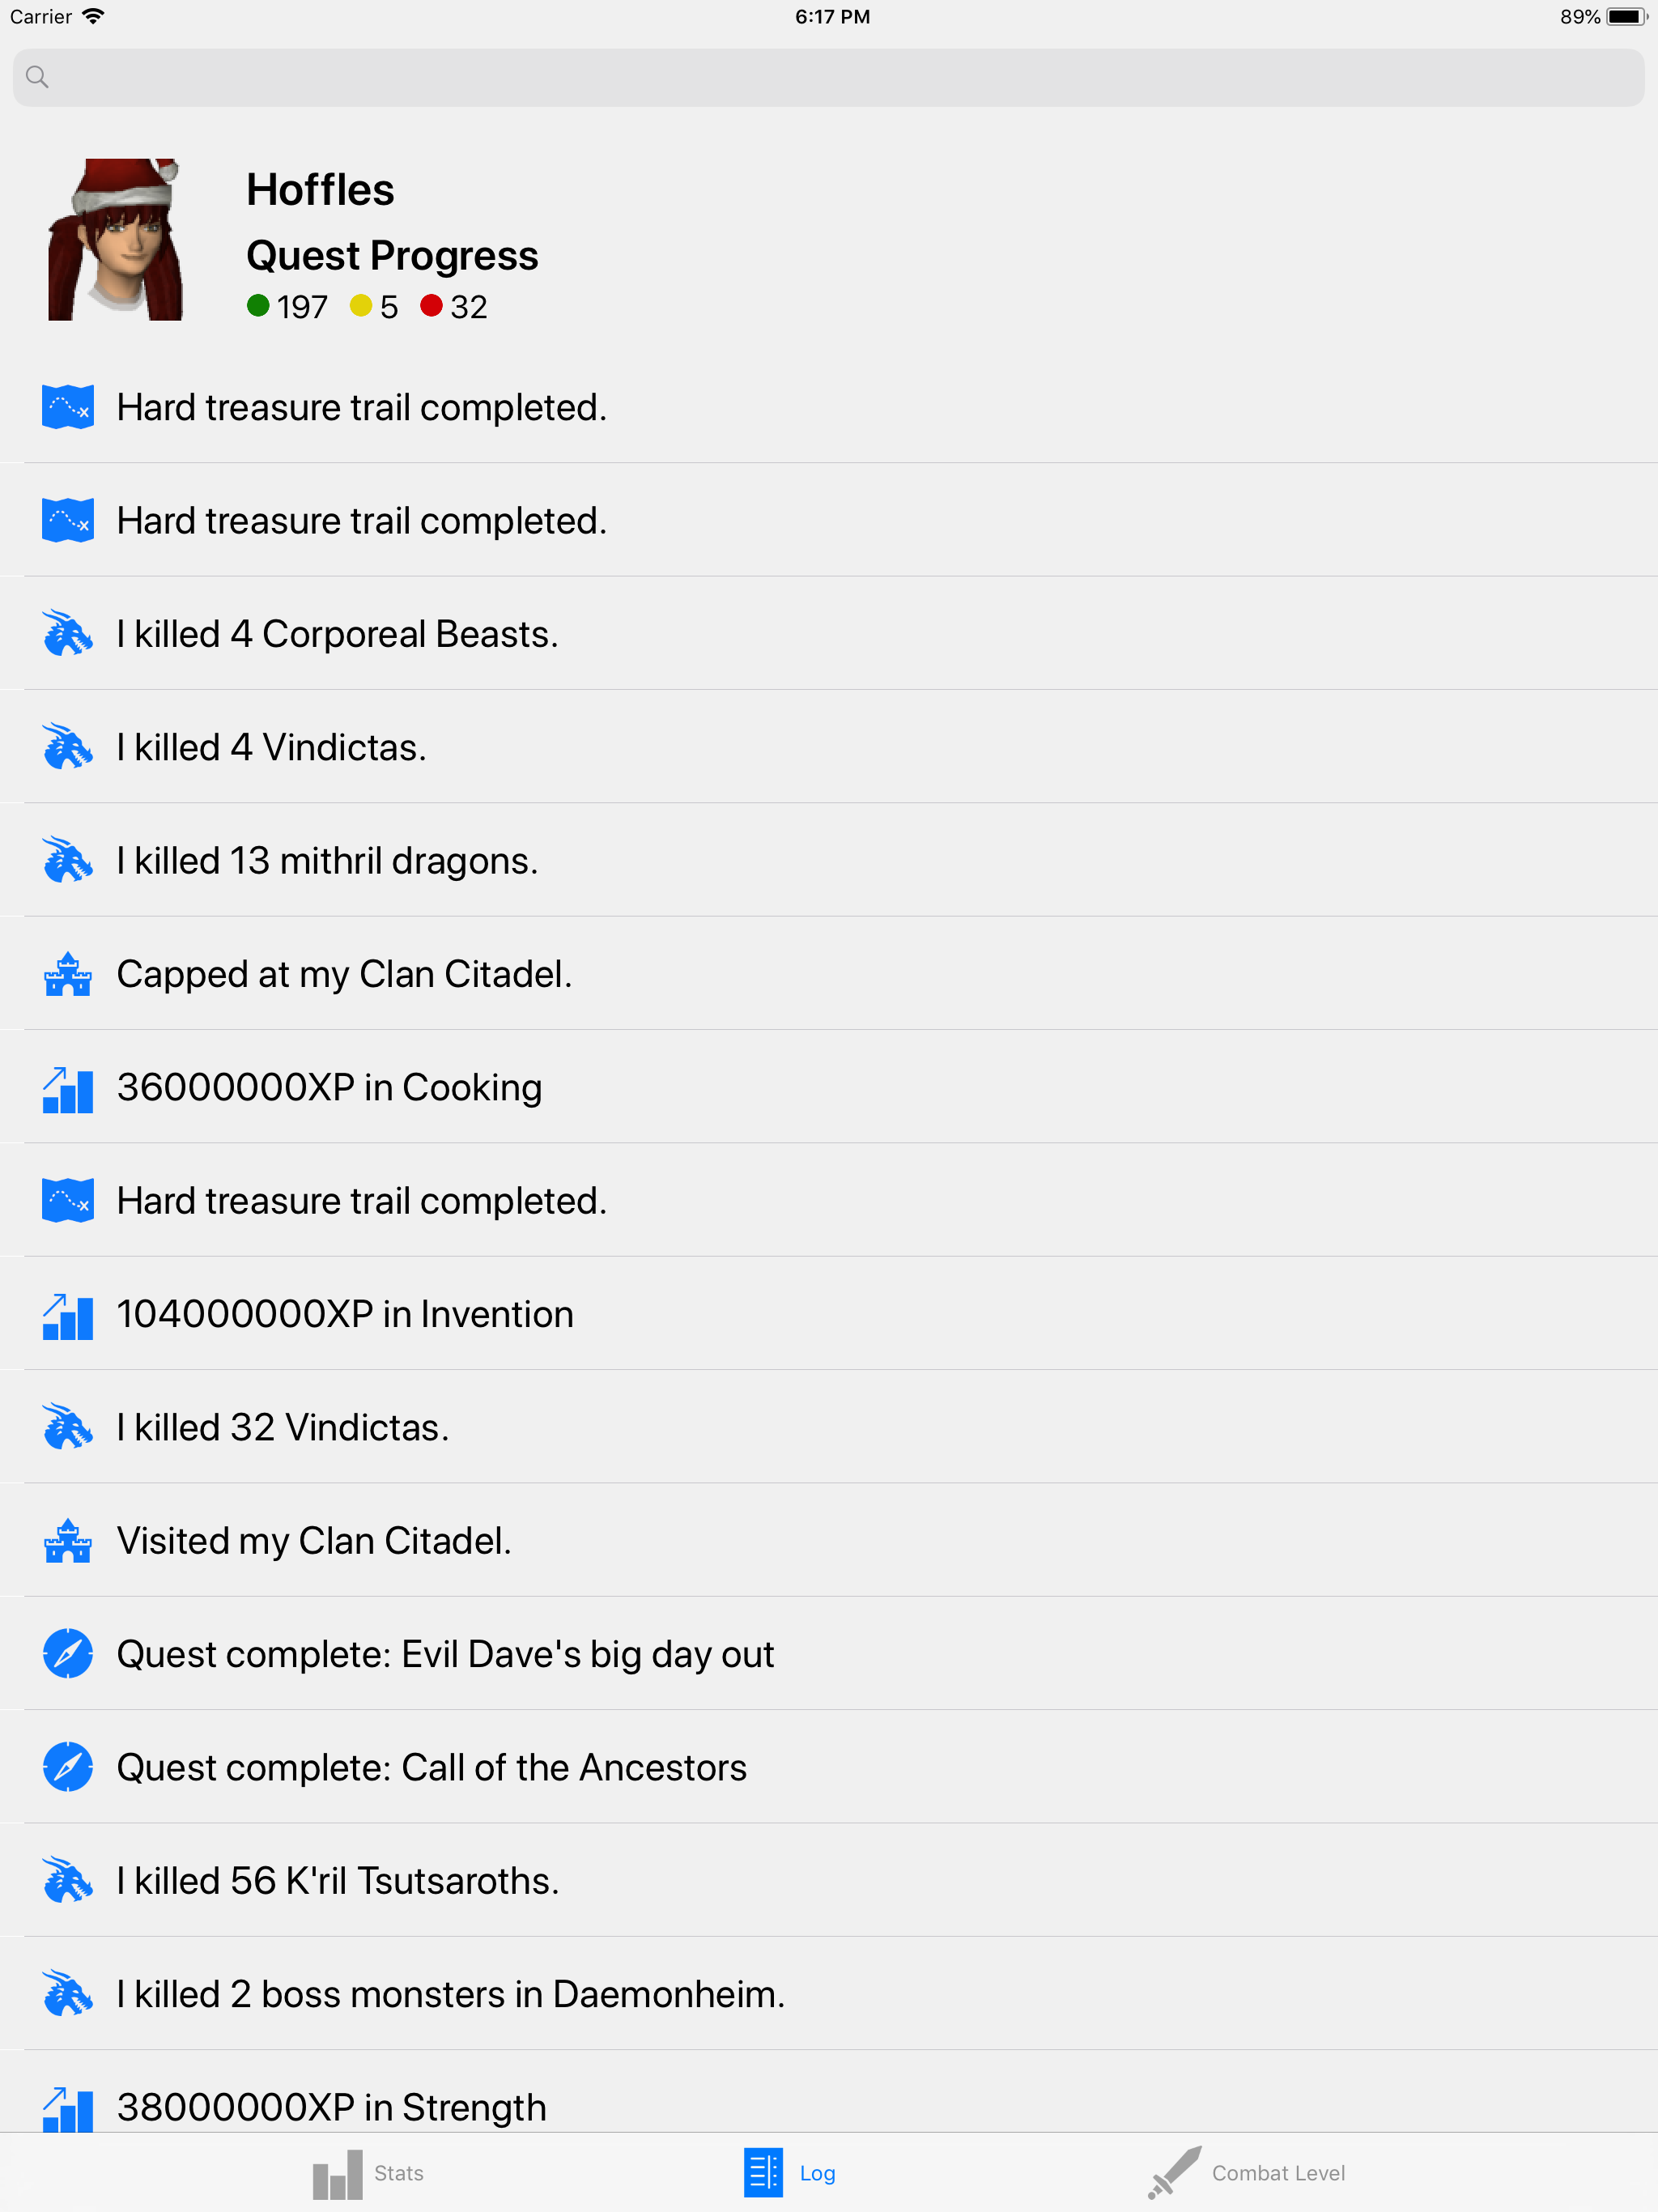 Carrier 6:17 PM 89%
Hoffles
Quest Progress
197 5 32
Hard treasure trail completed.
Hard treasure trail completed.
I killed 4 Corporeal Beasts.
I killed 4 Vindictas.
I killed 13 mithril dragons.
Capped at my Clan Citadel.
36000000XP in Cooking
Hard treasure trail completed.
104000000XP in Invention
I killed 32 Vindictas.
Visited my Clan Citadel.
Quest complete: Evil Dave's big day out
Quest complete: Call of the Ancestors
I killed 56 K'ril Tsutsaroths.
I killed 2 boss monsters in Daemonheim.
38000000XP in Strength
Stats Log Combat Level